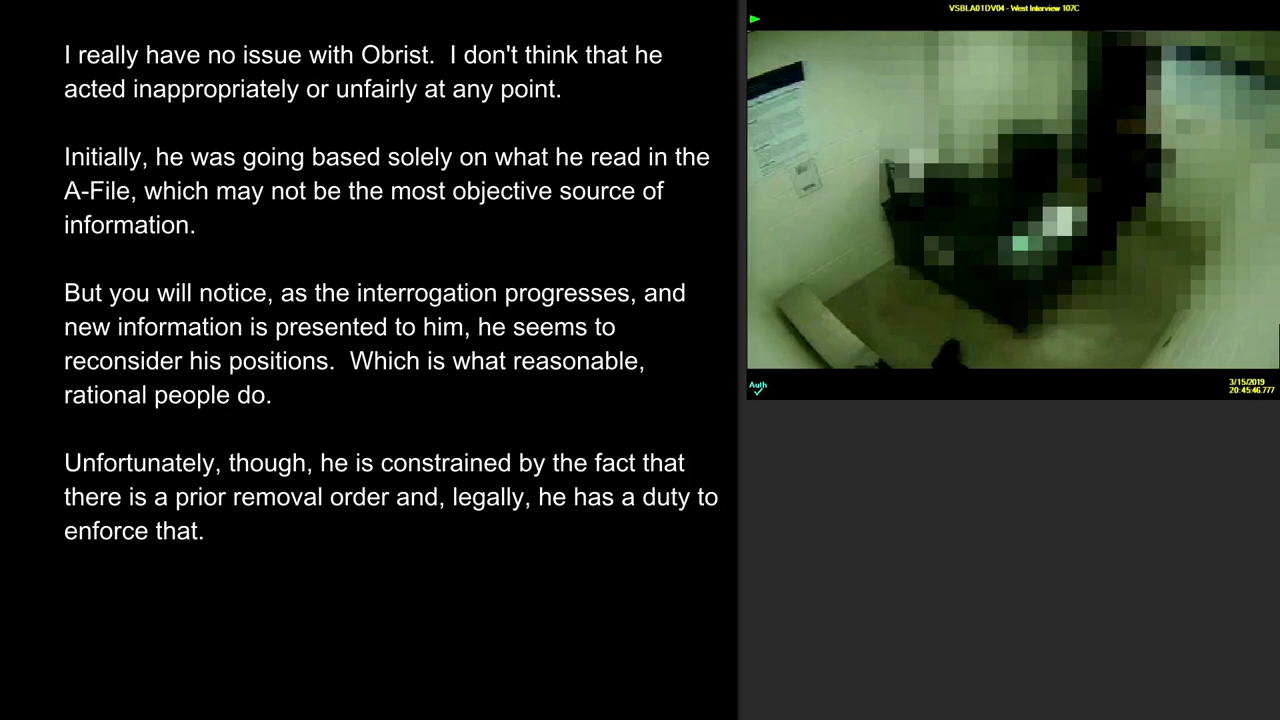 I really have no issue with Obrist.  I don't think that he
acted inappropriately or unfairly at any point.
Initially, he was going based solely on what he read in the
A-File, which may not be the most objective source of
information.
But you will notice, as the interrogation progresses, and
new information is presented to him, he seems to
reconsider his positions.  Which is what reasonable,
rational people do.
Unfortunately, though, he is constrained by the fact that
there is a prior removal order and, legally, he has a duty to
enforce that.
VSBLA01DV04 - West Interview 107C
Auth
3/15/2019
20:45:46.777